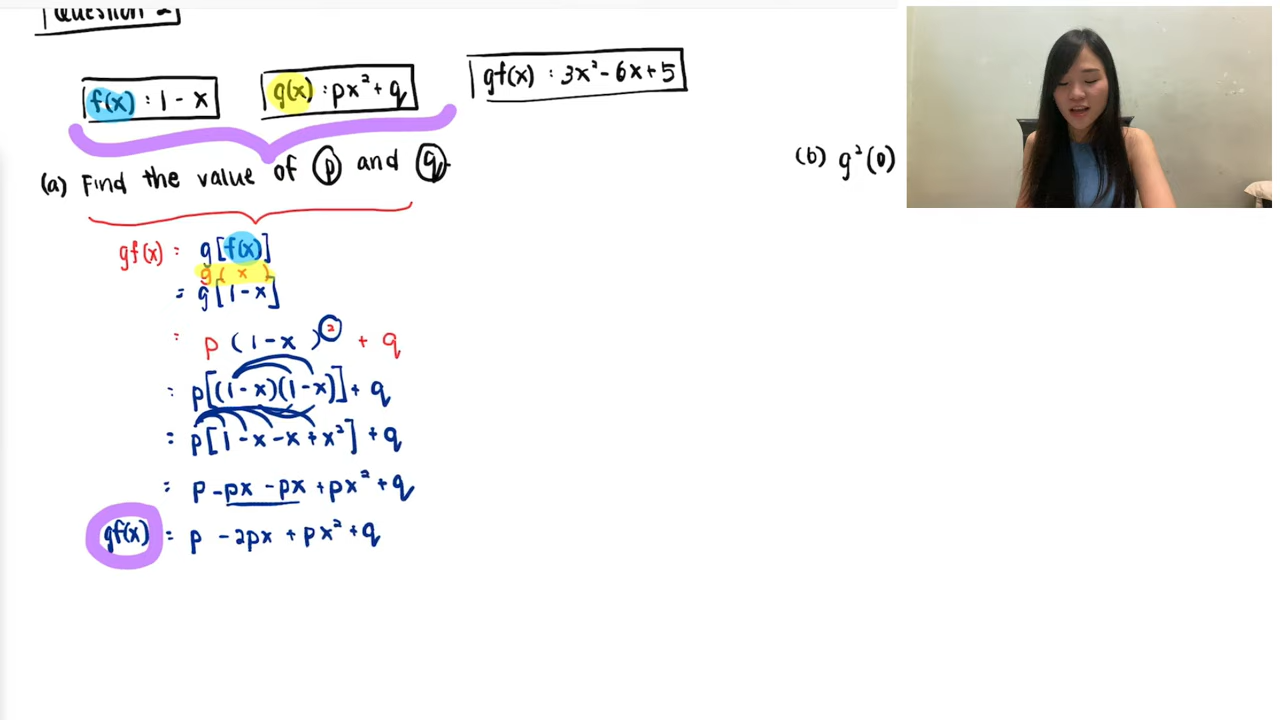 Question 2
f(x) : 1 - x
g(x) : px² + q
gf(x) : 3x² - 6x + 5
(a) Find the value of p and q.
(b) g²(0)
gf(x) = g[f(x)]
g( x )
= g[1-x]
= p (1-x)² + q
= p[(1-x)(1-x)] + q
= p[1-x-x+x²] + q
= p - px - px + px² + q
gf(x) = p - 2px + px² + q